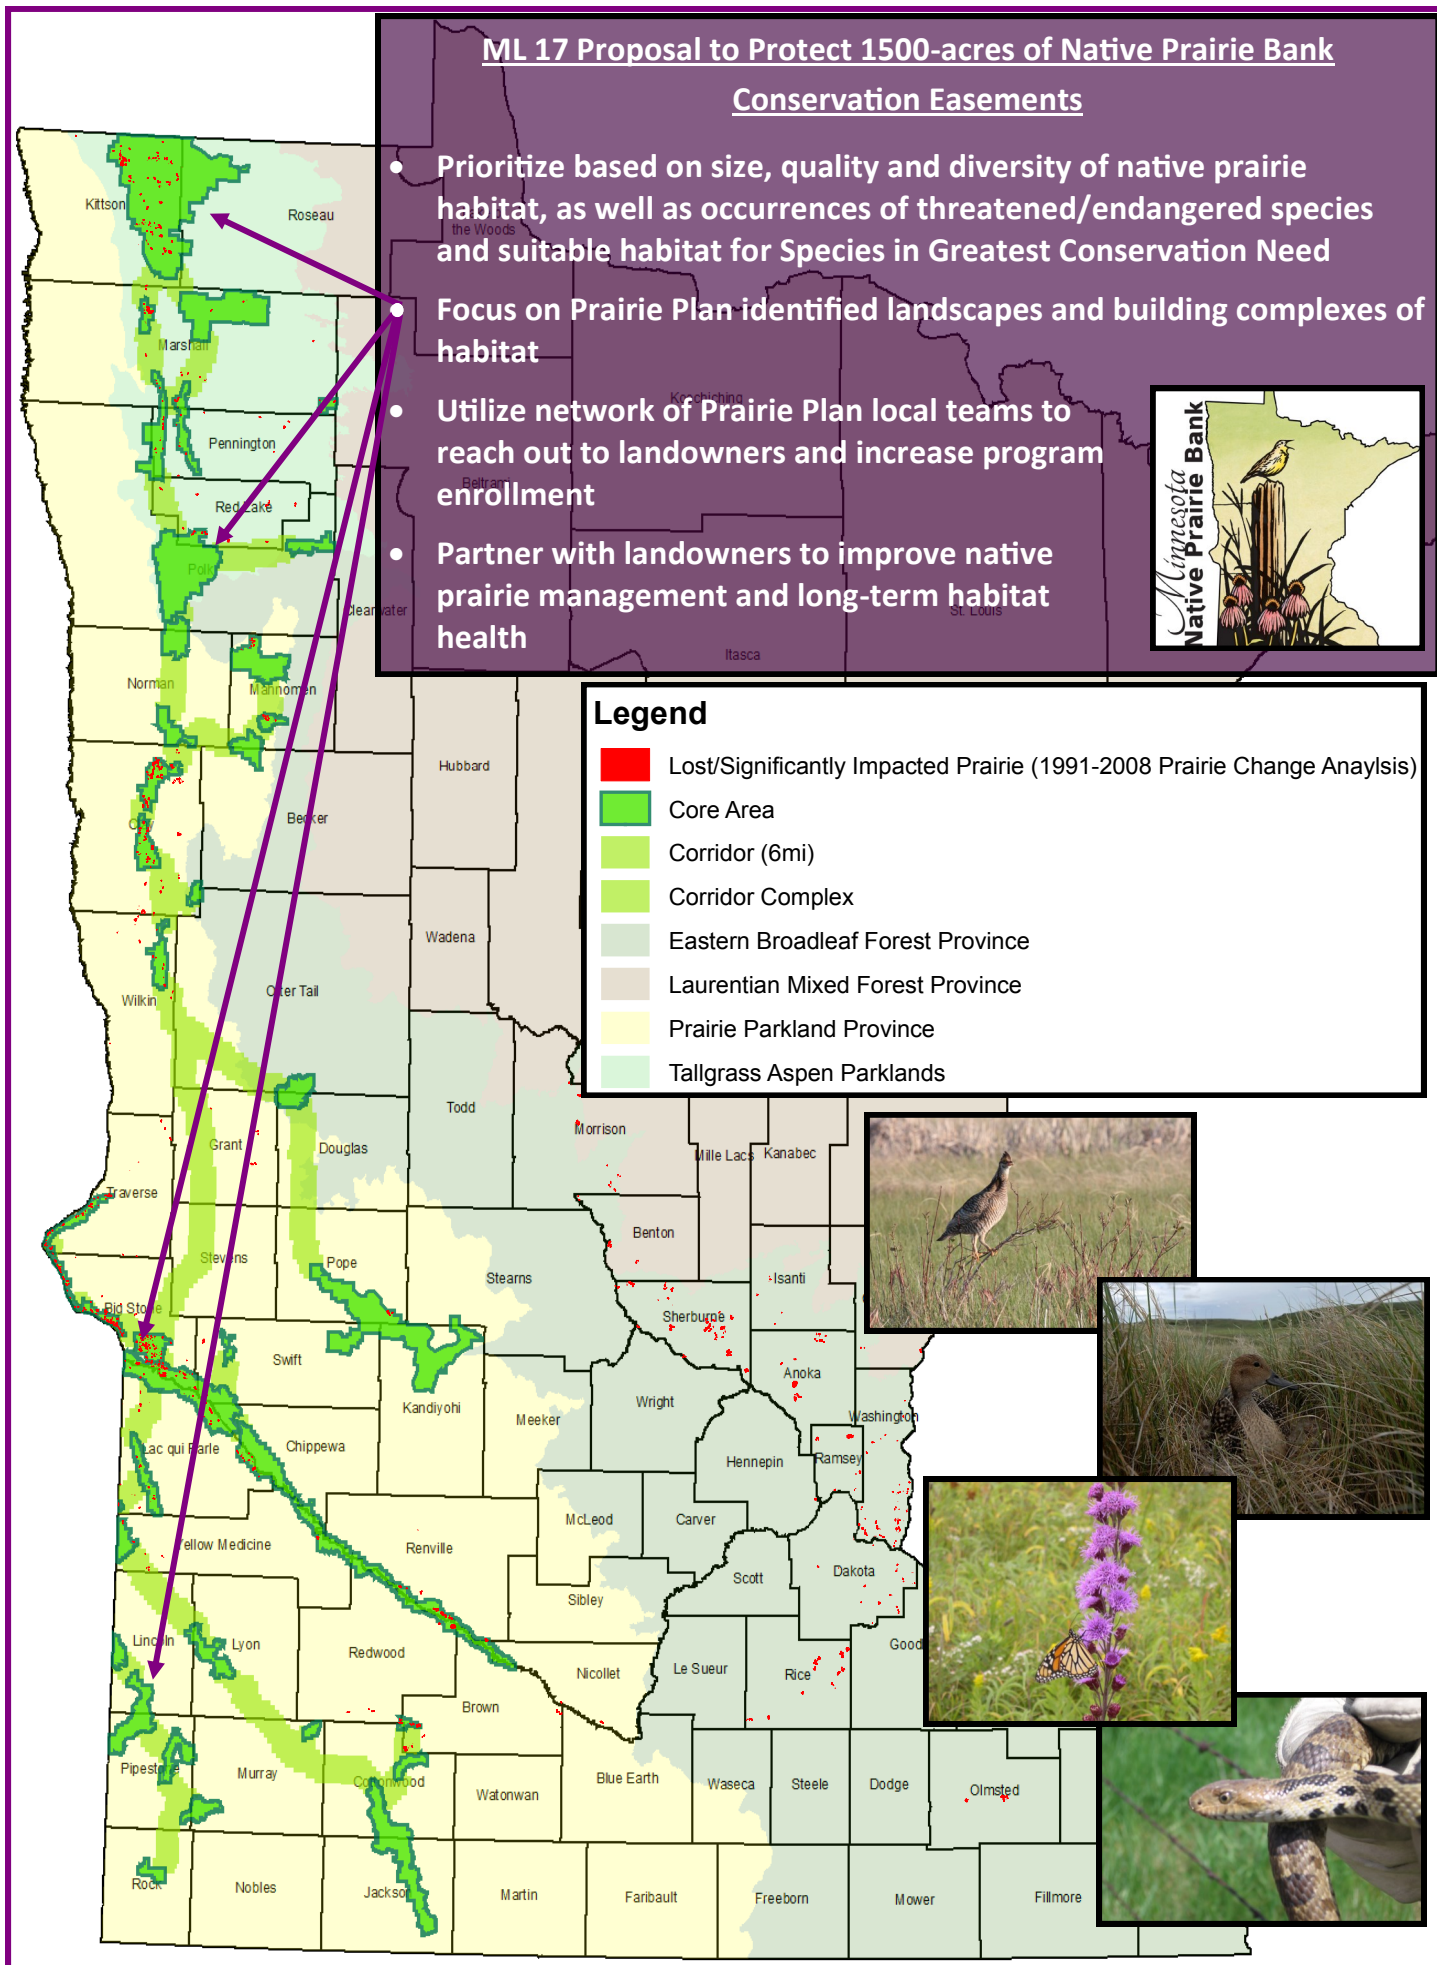 ML 17 Proposal to Protect 1500-acres of Native Prairie Bank
Conservation Easements
• Prioritize based on size, quality and diversity of native prairie
habitat, as well as occurrences of threatened/endangered species
and suitable habitat for Species in Greatest Conservation Need
• Focus on Prairie Plan identified landscapes and building complexes of
habitat
• Utilize network of Prairie Plan local teams to
reach out to landowners and increase program
enrollment
• Partner with landowners to improve native
prairie management and long-term habitat
health
Minnesota
Native Prairie Bank
Legend
Lost/Significantly Impacted Prairie (1991-2008 Prairie Change Anaylsis)
Core Area
Corridor (6mi)
Corridor Complex
Eastern Broadleaf Forest Province
Laurentian Mixed Forest Province
Prairie Parkland Province
Tallgrass Aspen Parklands
Kittson
Roseau
the Woods
Marshall
Koochiching
Pennington
Beltrami
Red Lake
Polk
Clearwater
St. Louis
Itasca
Norman
Mahnomen
Hubbard
Clay
Becker
Wadena
Wilkin
Otter Tail
Todd
Morrison
Grant
Douglas
Mille Lacs
Kanabec
Traverse
Benton
Stevens
Pope
Stearns
Isanti
Big Stone
Sherburne
Swift
Anoka
Kandiyohi
Wright
Meeker
Washington
Lac qui Parle
Chippewa
Hennepin
Ramsey
McLeod
Carver
Yellow Medicine
Renville
Scott
Dakota
Sibley
Lincoln
Lyon
Redwood
Nicollet
Le Sueur
Rice
Good
Brown
Pipestone
Murray
Cottonwood
Watonwan
Blue Earth
Waseca
Steele
Dodge
Olmsted
Rock
Nobles
Jackson
Martin
Faribault
Freeborn
Mower
Fillmore